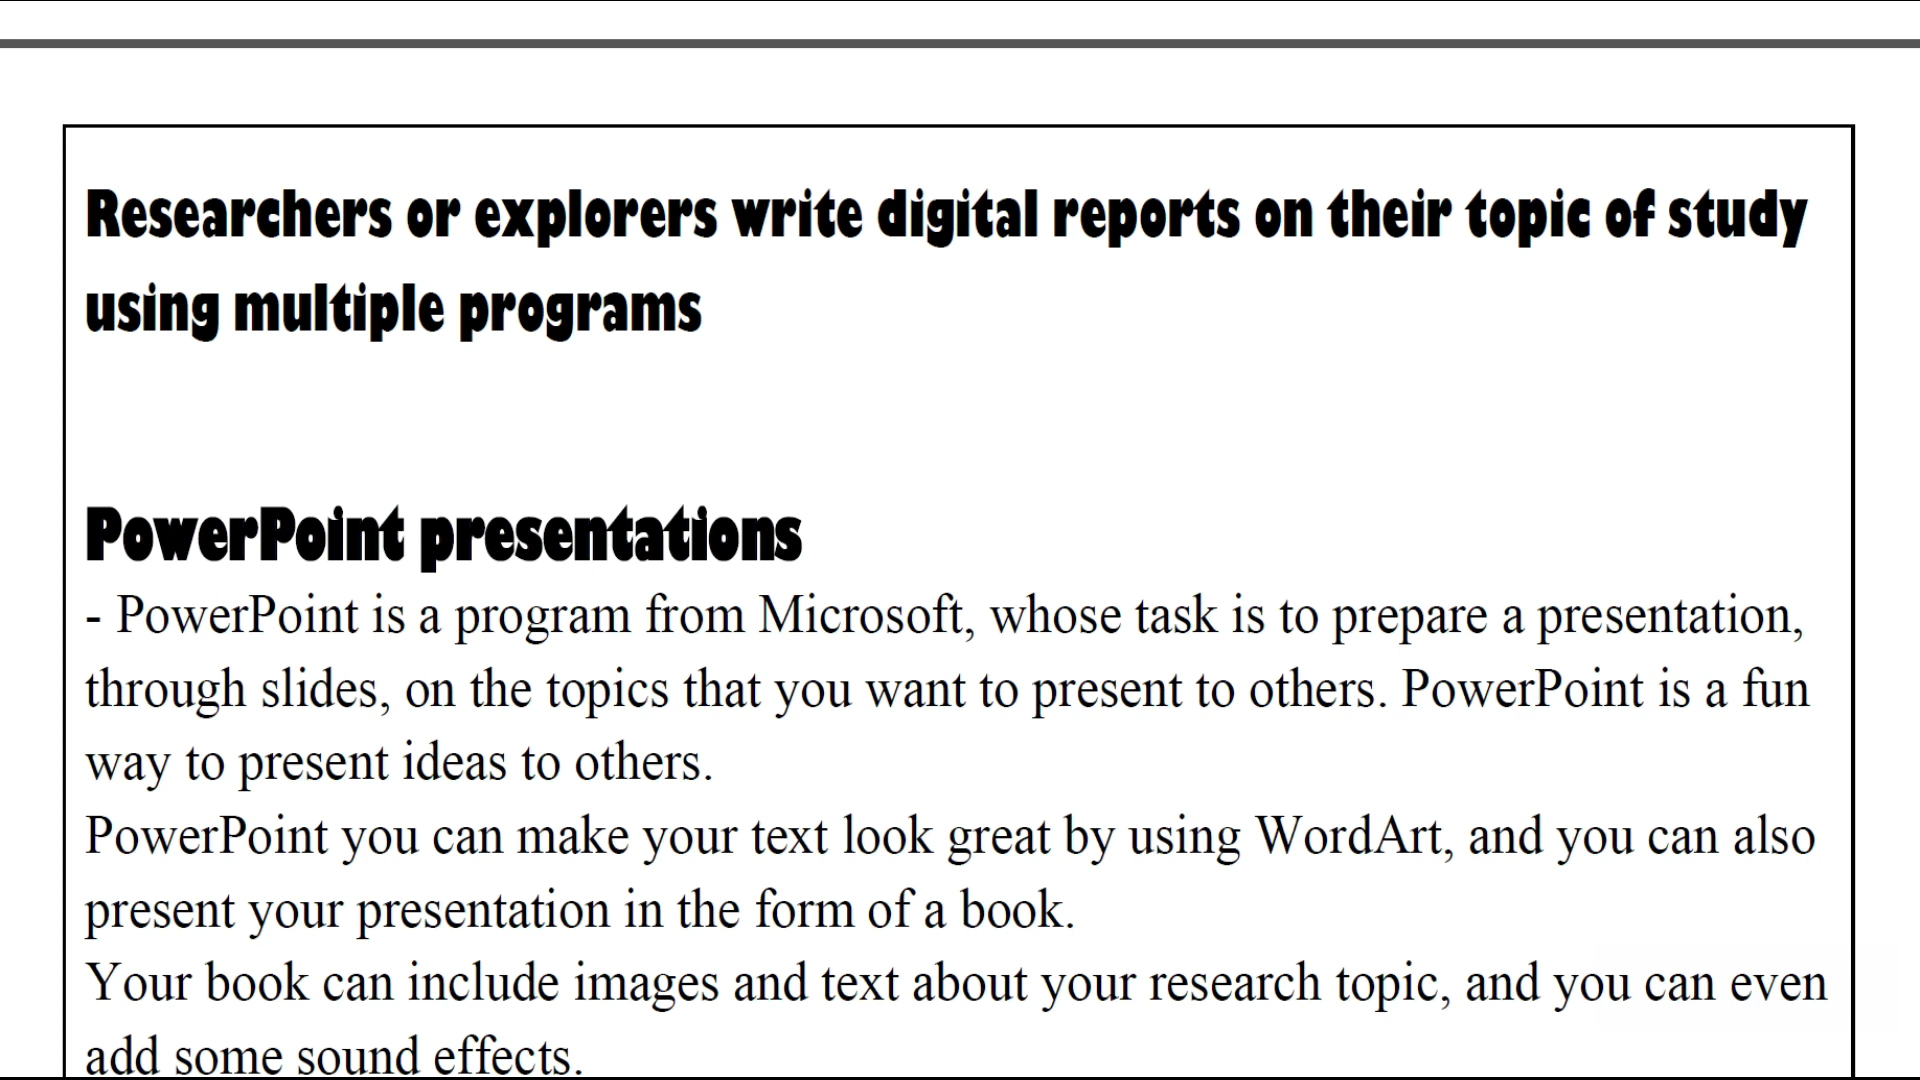 Researchers or explorers write digital reports on their topic of study
using multiple programs
PowerPoint presentations
- PowerPoint is a program from Microsoft, whose task is to prepare a presentation,
through slides, on the topics that you want to present to others. PowerPoint is a fun
way to present ideas to others.
PowerPoint you can make your text look great by using WordArt, and you can also
present your presentation in the form of a book.
Your book can include images and text about your research topic, and you can even
add some sound effects.